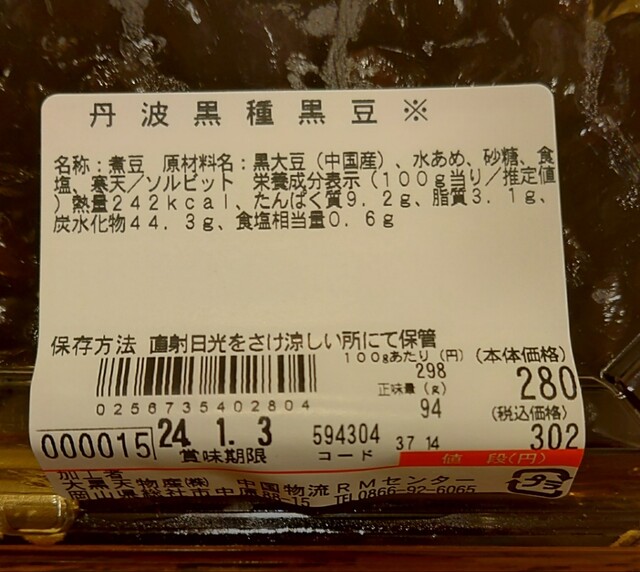 丹波黒種黒豆※
名称：煮豆　原材料名：黒大豆（中国産）、水あめ、砂糖、食
塩、寒天／ソルビット　栄養成分表示（１００ｇ当り／推定値
）熱量２４２ｋｃａｌ、たんぱく質９.２ｇ、脂質３.１ｇ、
炭水化物４４.３ｇ、食塩相当量０.６ｇ
保存方法　直射日光をさけ涼しい所にて保管
100gあたり (円)
298
(本体価格)
280
0256735402804
正味量 (g)
94
(税込価格)
302
000015
24. 1. 3
賞味期限
594304
コード
37 14
値 段(円)
加工者
大黒天物産(株)　中国物流RMセンター
岡山県総社市中原88-15　TEL0866-92-6065
プラ